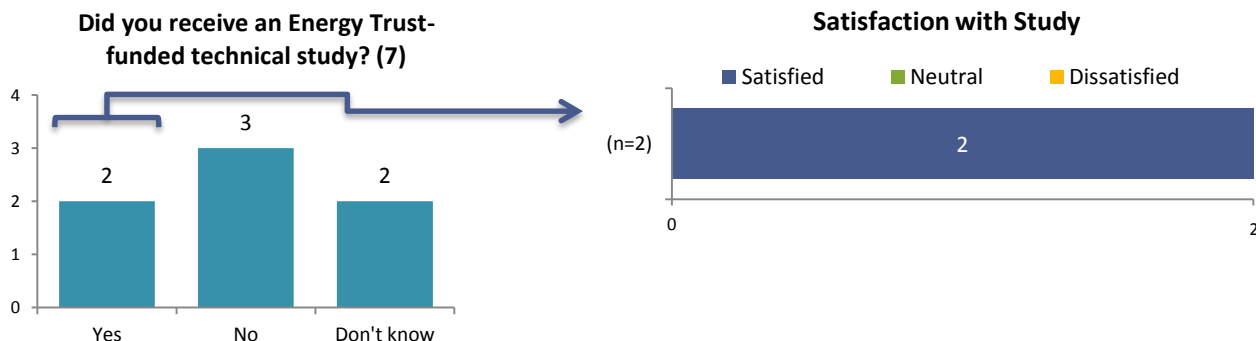 Did you receive an Energy Trust-
funded technical study? (7)
4
3
2
1
0
2
3
2
Yes
No
Don't know
Satisfaction with Study
Satisfied
Neutral
Dissatisfied
(n=2)
2
0
2